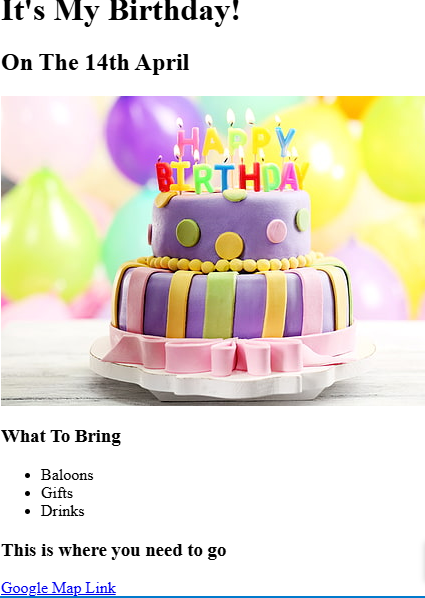 It's My Birthday!
On The 14th April
HAPPY
BIRTHDAY
What To Bring
Baloons
Gifts
Drinks
This is where you need to go
Google Map Link